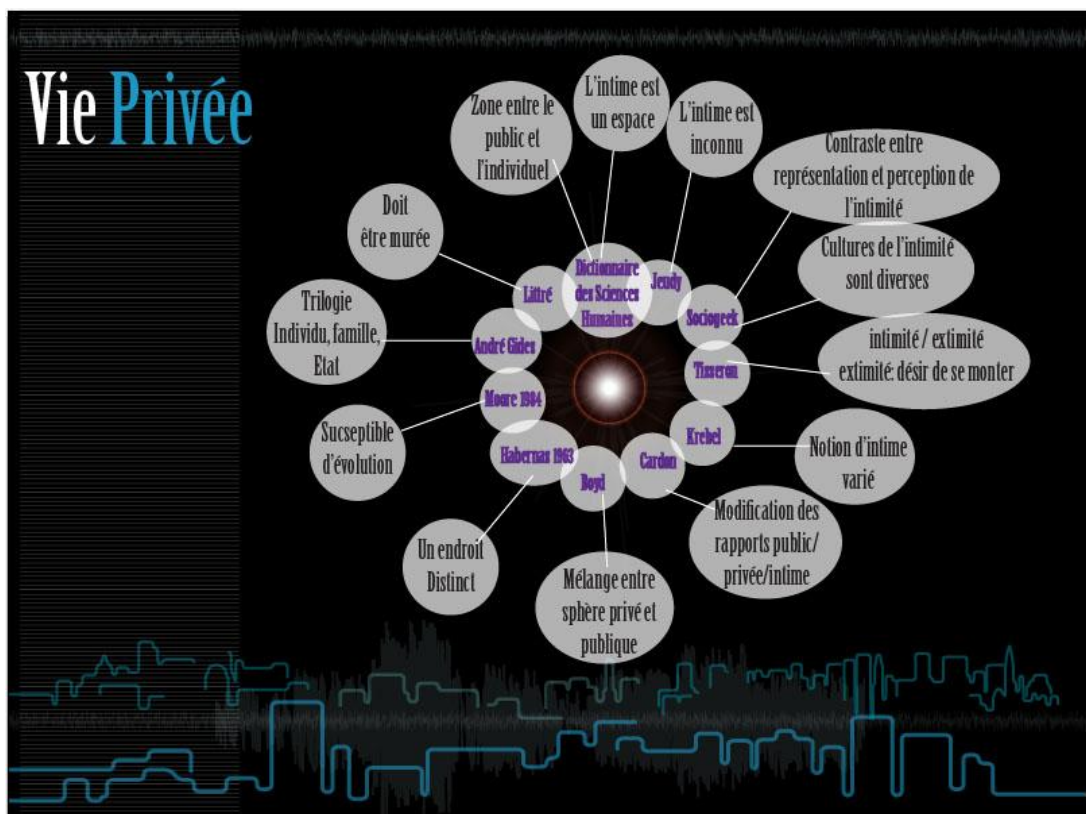 Vie Privée
L'intime est
un espace
Zone entre le
public et
l'individuel
L'intime est
inconnu
Contraste entre
représentation et perception de
l'intimité
Doit
être murée
Cultures de l'intimité
sont diverses
Trilogie
Individu, famille,
Etat
intimité / extimité
extimité: désir de se monter
Sucseptible
d'évolution
Notion d'intime
varié
Un endroit
Distinct
Modification des
rapports public/
privée/intime
Mélange entre
sphère privé et
publique
Dictionnaire
des Sciences
Humaines
Jeudy
Sociogeek
Tisseron
Krebel
Cardon
Boyd
Habernas 1963
Moore 1984
André Gides
Littré